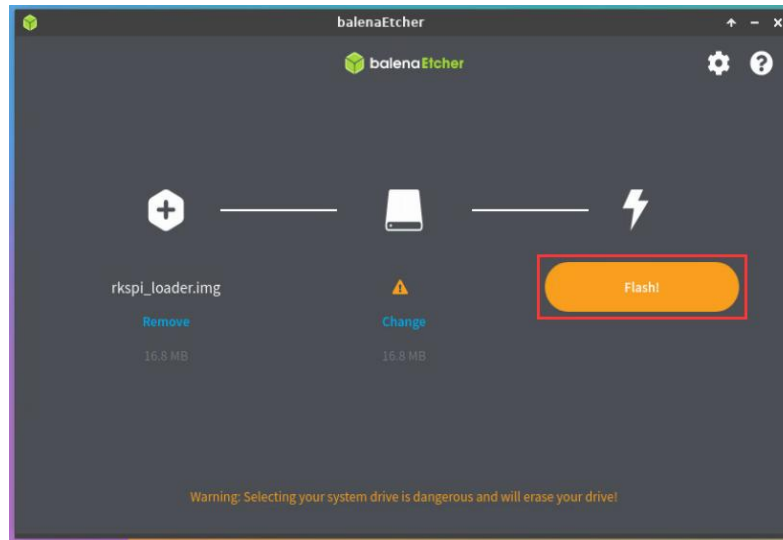 balenaEtcher
balenaEtcher
rkspi_loader.img
Flash!
Remove
Change
16.8 MB
16.8 MB
Warning: Selecting your system drive is dangerous and will erase your drive!